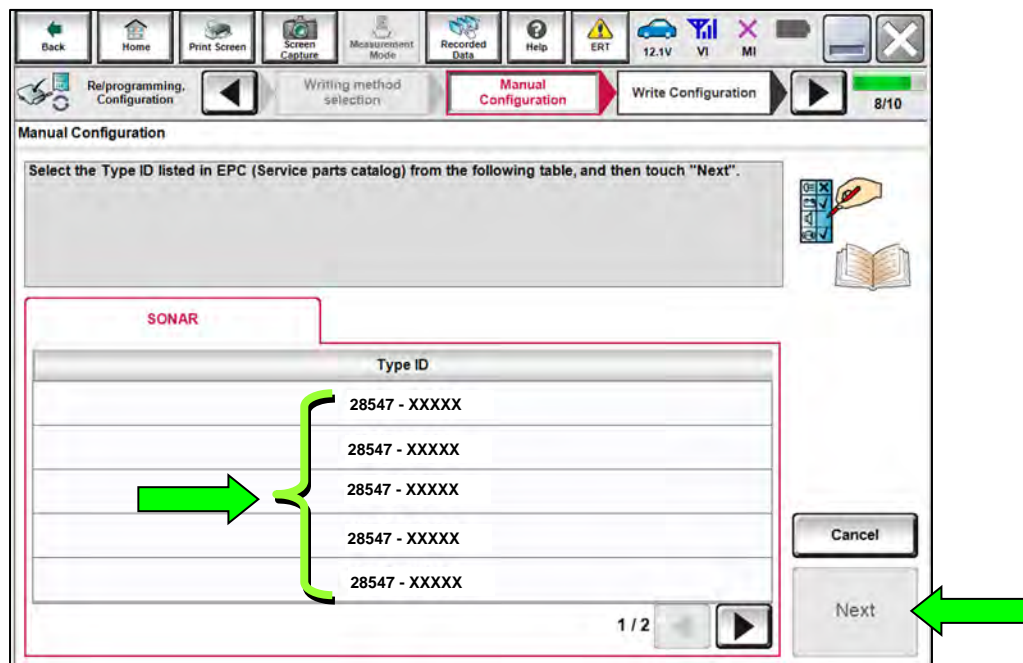 Back
Home
Print Screen
Screen
Capture
Measurement
Mode
Recorded
Data
Help
ERT
12.1V
VI
MI
Re/programming,
Configuration
Writing method
selection
Manual
Configuration
Write Configuration
8/10
Manual Configuration
Select the Type ID listed in EPC (Service parts catalog) from the following table, and then touch "Next".
SONAR
Type ID
28547 - XXXXX
28547 - XXXXX
28547 - XXXXX
28547 - XXXXX
28547 - XXXXX
Cancel
Next
1 / 2